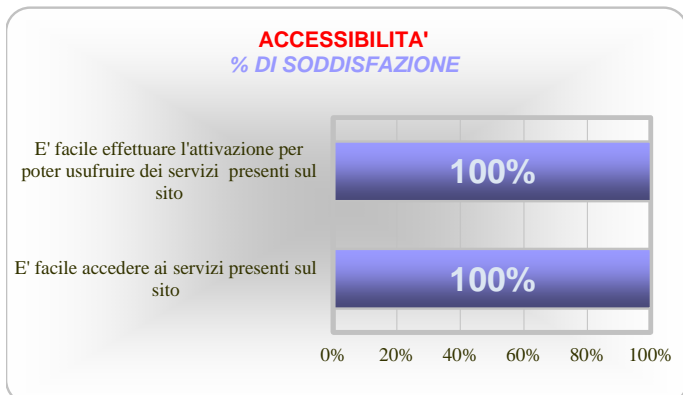 ACCESSIBILITA'
% DI SODDISFAZIONE
E' facile effettuare l'attivazione per
poter usufruire dei servizi presenti sul
sito
100%
E' facile accedere ai servizi presenti sul
sito
100%
0% 20% 40% 60% 80% 100%